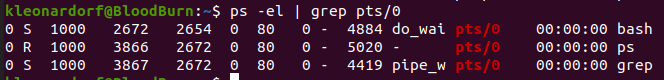 kleonardorf@BloodBurn:~$ ps -el | grep pts/0
0 S  1000    2672    2654  0  80   0 -  4884 do_wai pts/0    00:00:00 bash
0 R  1000    3866    2672  0  80   0 -  5020 -      pts/0    00:00:00 ps
0 S  1000    3867    2672  0  80   0 -  4419 pipe_w pts/0    00:00:00 grep